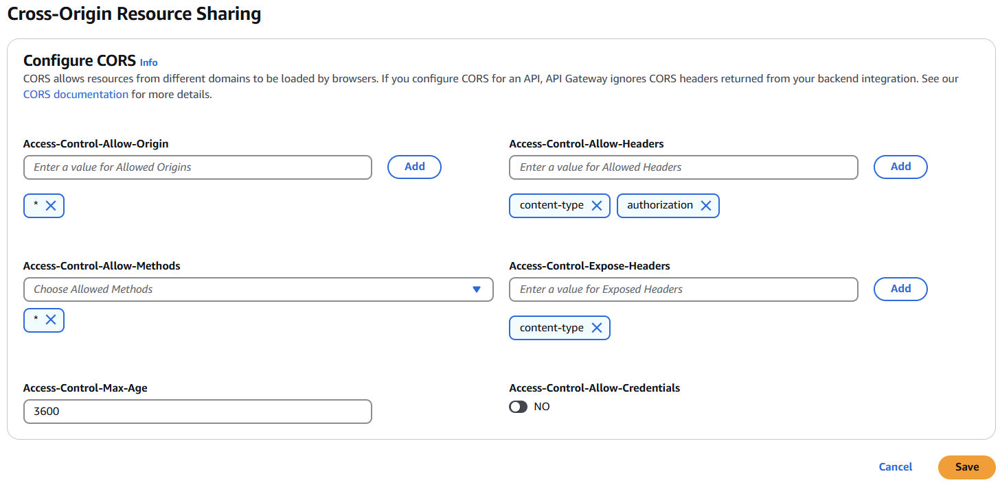 Cross-Origin Resource Sharing
Configure CORS Info
CORS allows resources from different domains to be loaded by browsers. If you configure CORS for an API, API Gateway ignores CORS headers returned from your backend integration. See our
CORS documentation for more details.
Access-Control-Allow-Origin
Enter a value for Allowed Origins
Add
*
Access-Control-Allow-Headers
Enter a value for Allowed Headers
Add
content-type
authorization
Access-Control-Allow-Methods
Choose Allowed Methods
*
Access-Control-Expose-Headers
Enter a value for Exposed Headers
Add
content-type
Access-Control-Max-Age
3600
Access-Control-Allow-Credentials
NO
Cancel
Save